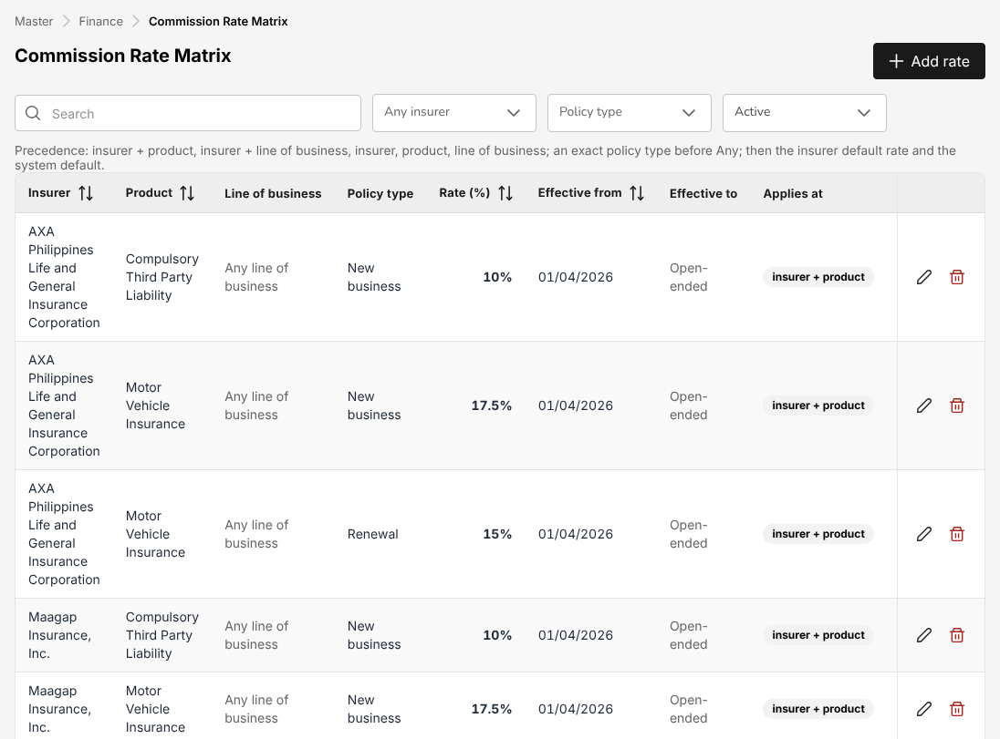 Master > Finance > Commission Rate Matrix
Commission Rate Matrix
+ Add rate
Search
Any insurer
Policy type
Active
Precedence: insurer + product, insurer + line of business, insurer, product, line of business; an exact policy type before Any; then the insurer default rate and the
system default.
Insurer Product Line of business Policy type Rate (%) Effective from Effective to Applies at
AXA
Philippines
Life and
General
Insurance
Corporation
Compulsory
Third Party
Liability
Any line of
business
New
business
10%
01/04/2026
Open-
ended
insurer + product
AXA
Philippines
Life and
General
Insurance
Corporation
Motor
Vehicle
Insurance
Any line of
business
New
business
17.5%
01/04/2026
Open-
ended
insurer + product
AXA
Philippines
Life and
General
Insurance
Corporation
Motor
Vehicle
Insurance
Any line of
business
Renewal
15%
01/04/2026
Open-
ended
insurer + product
Maagap
Insurance,
Inc.
Compulsory
Third Party
Liability
Any line of
business
New
business
10%
01/04/2026
Open-
ended
insurer + product
Maagap
Insurance,
Inc.
Motor
Vehicle
Insurance
Any line of
business
New
business
17.5%
01/04/2026
Open-
ended
insurer + product